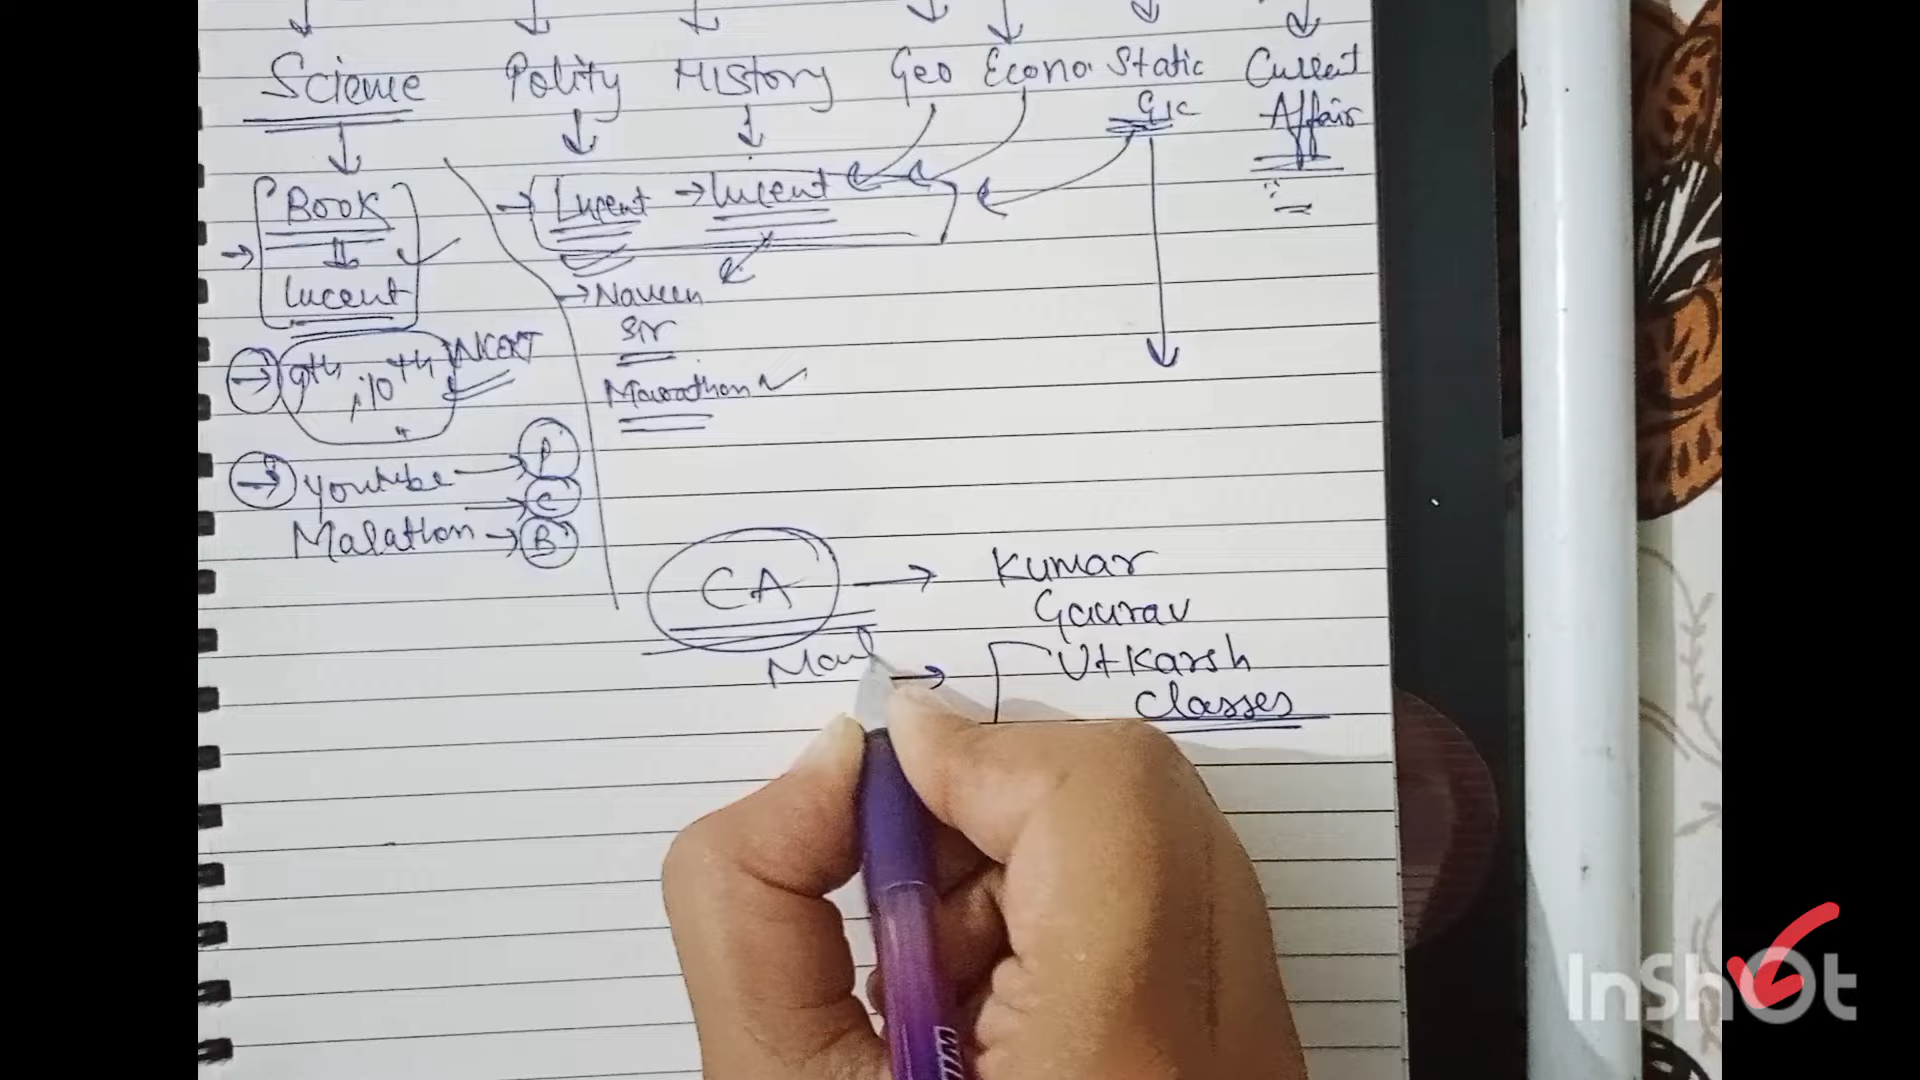 Science Polity History Geo Econo. Static Current
GK Affair
Book Lucent → Lucent
Lucent → Naveen
Sir
→ 9th, 10th NCERT
Marathon
→ Youtube → P
→ C
Marathon → B
CA → Kumar
Gaurav
→ Utkarsh
Classes
InShot